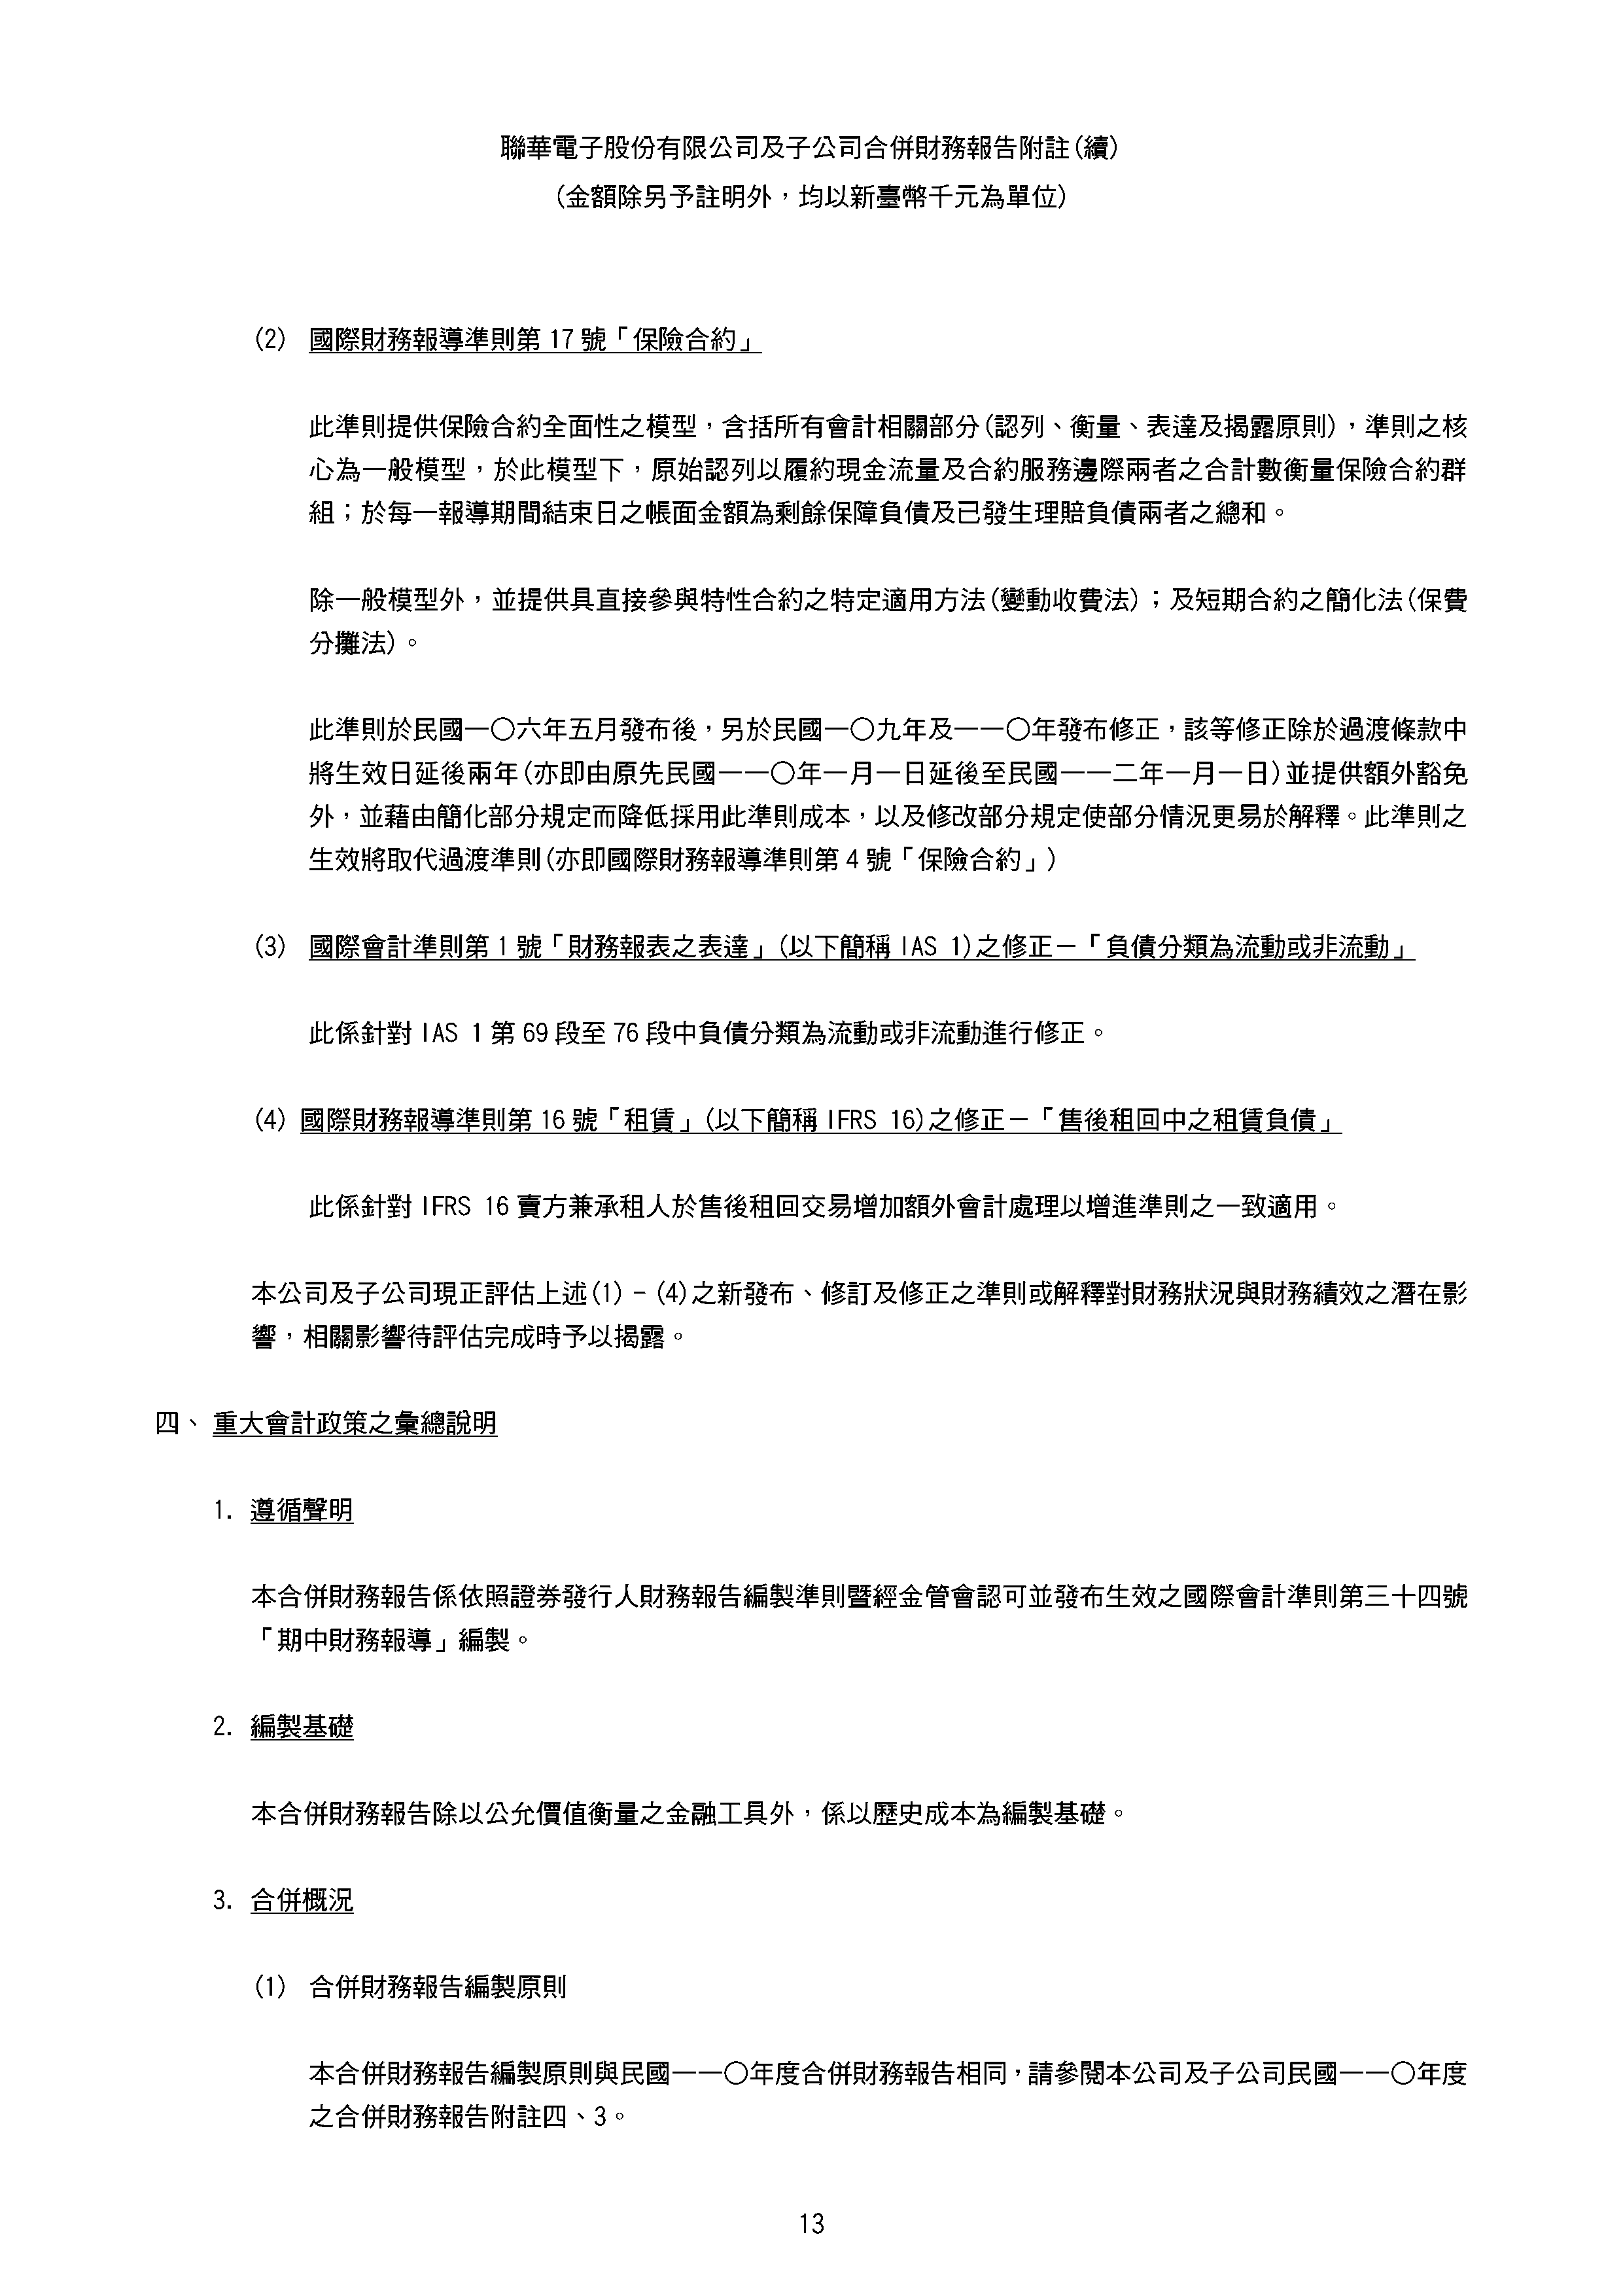 聯華電子股份有限公司及子公司合併財務報告附註(續)
(金額除另予註明外，均以新臺幣千元為單位)
(2) 國際財務報導準則第 17 號「保險合約」
此準則提供保險合約全面性之模型，含括所有會計相關部分(認列、衡量、表達及揭露原則)，準則之核
心為一般模型，於此模型下，原始認列以履約現金流量及合約服務邊際兩者之合計數衡量保險合約群
組；於每一報導期間結束日之帳面金額為剩餘保障負債及已發生理賠負債兩者之總和。
除一般模型外，並提供具直接參與特性合約之特定適用方法(變動收費法)；及短期合約之簡化法(保費
分攤法)。
此準則於民國一〇六年五月發布後，另於民國一〇九年及一一〇年發布修正，該等修正除於過渡條款中
將生效日延後兩年(亦即由原先民國一一〇年一月一日延後至民國一一二年一月一日)並提供額外豁免
外，並藉由簡化部分規定而降低採用此準則成本，以及修改部分規定使部分情況更易於解釋。此準則之
生效將取代過渡準則(亦即國際財務報導準則第 4 號「保險合約」)
(3) 國際會計準則第 1 號「財務報表之表達」(以下簡稱 IAS 1)之修正－「負債分類為流動或非流動」
此係針對 IAS 1 第 69 段至 76 段中負債分類為流動或非流動進行修正。
(4) 國際財務報導準則第 16 號「租賃」(以下簡稱 IFRS 16)之修正－「售後租回中之租賃負債」
此係針對 IFRS 16 賣方兼承租人於售後租回交易增加額外會計處理以增進準則之一致適用。
本公司及子公司現正評估上述(1) - (4)之新發布、修訂及修正之準則或解釋對財務狀況與財務績效之潛在影
響，相關影響待評估完成時予以揭露。
四、重大會計政策之彙總說明
1. 遵循聲明
本合併財務報告係依照證券發行人財務報告編製準則暨經金管會認可並發布生效之國際會計準則第三十四號
「期中財務報導」編製。
2. 編製基礎
本合併財務報告除以公允價值衡量之金融工具外，係以歷史成本為編製基礎。
3. 合併概況
(1) 合併財務報告編製原則
本合併財務報告編製原則與民國一一〇年度合併財務報告相同，請參閱本公司及子公司民國一一〇年度
之合併財務報告附註四、3。
13